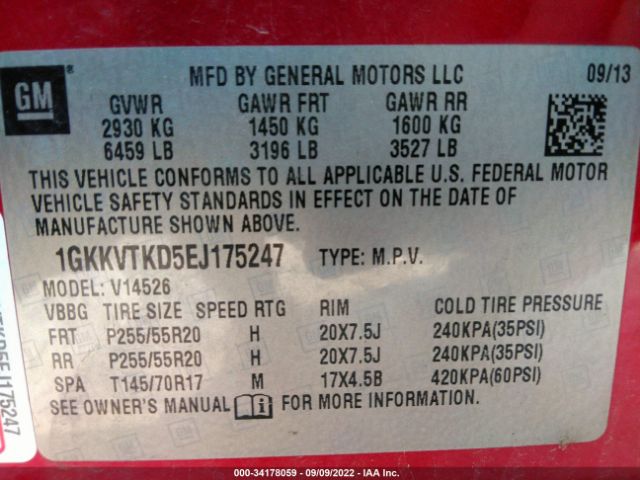 GM ® MFD BY GENERAL MOTORS LLC 09/13
GVWR GAWR FRT GAWR RR
2930 KG 1450 KG 1600 KG
6459 LB 3196 LB 3527 LB
THIS VEHICLE CONFORMS TO ALL APPLICABLE U.S. FEDERAL MOTOR
VEHICLE SAFETY STANDARDS IN EFFECT ON THE DATE OF
MANUFACTURE SHOWN ABOVE.
1GKKVTKD5EJ175247 TYPE: M.P.V.
MODEL: V14526
VBBG TIRE SIZE SPEED RTG RIM COLD TIRE PRESSURE
FRT P255/55R20 H 20X7.5J 240KPA(35PSI)
RR P255/55R20 H 20X7.5J 240KPA(35PSI)
SPA T145/70R17 M 17X4.5B 420KPA(60PSI)
SEE OWNER'S MANUAL i FOR MORE INFORMATION.
TKD5EJ175247
000-34178059 - 09/09/2022 - IAA Inc.